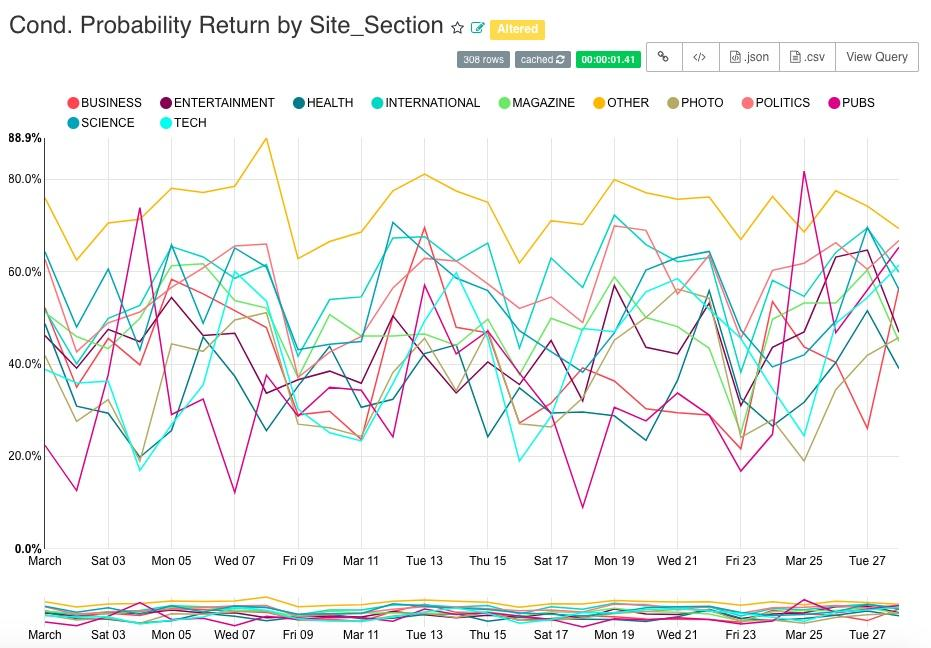 Cond. Probability Return by Site_Section Altered
308 rows cached 00:00:01.41 </> .json .csv View Query
BUSINESS ENTERTAINMENT HEALTH INTERNATIONAL MAGAZINE OTHER PHOTO POLITICS PUBS
SCIENCE TECH
88.9%
80.0%
60.0%
40.0%
20.0%
0.0%
March Sat 03 Mon 05 Wed 07 Fri 09 Mar 11 Tue 13 Thu 15 Sat 17 Mon 19 Wed 21 Fri 23 Mar 25 Tue 27
March Sat 03 Mon 05 Wed 07 Fri 09 Mar 11 Tue 13 Thu 15 Sat 17 Mon 19 Wed 21 Fri 23 Mar 25 Tue 27